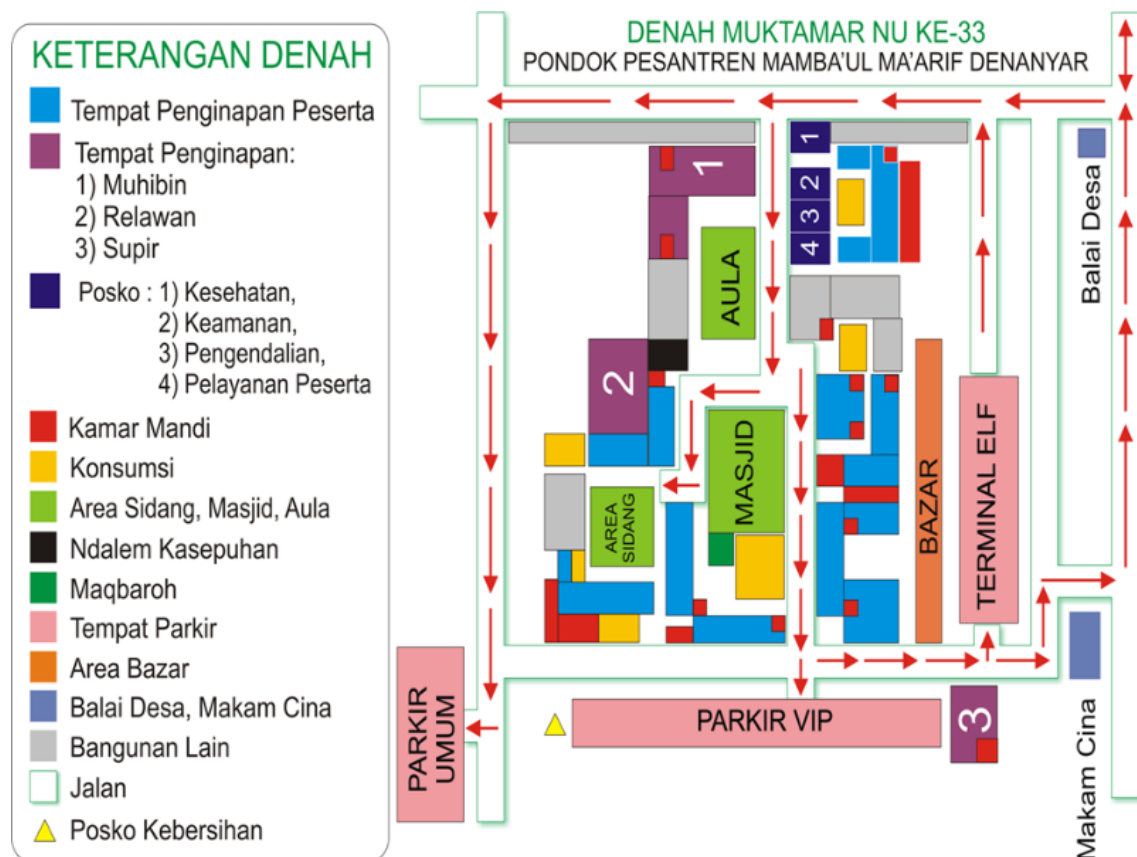 KETERANGAN DENAH
Tempat Penginapan Peserta
Tempat Penginapan:
1) Muhibin
2) Relawan
3) Supir
Posko : 1) Kesehatan,
2) Keamanan,
3) Pengendalian,
4) Pelayanan Peserta
Kamar Mandi
Konsumsi
Area Sidang, Masjid, Aula
Ndalem Kasepuhan
Maqbaroh
Tempat Parkir
Area Bazar
Balai Desa, Makam Cina
Bangunan Lain
Jalan
Posko Kebersihan
DENAH MUKTAMAR NU KE-33
PONDOK PESANTREN MAMBA'UL MA'ARIF DENANYAR
1
1
2
3
4
AULA
Balai Desa
2
MASJID
AREA
SIDANG
BAZAR
TERMINAL ELF
PARKIR
UMUM
PARKIR VIP
3
Makam Cina